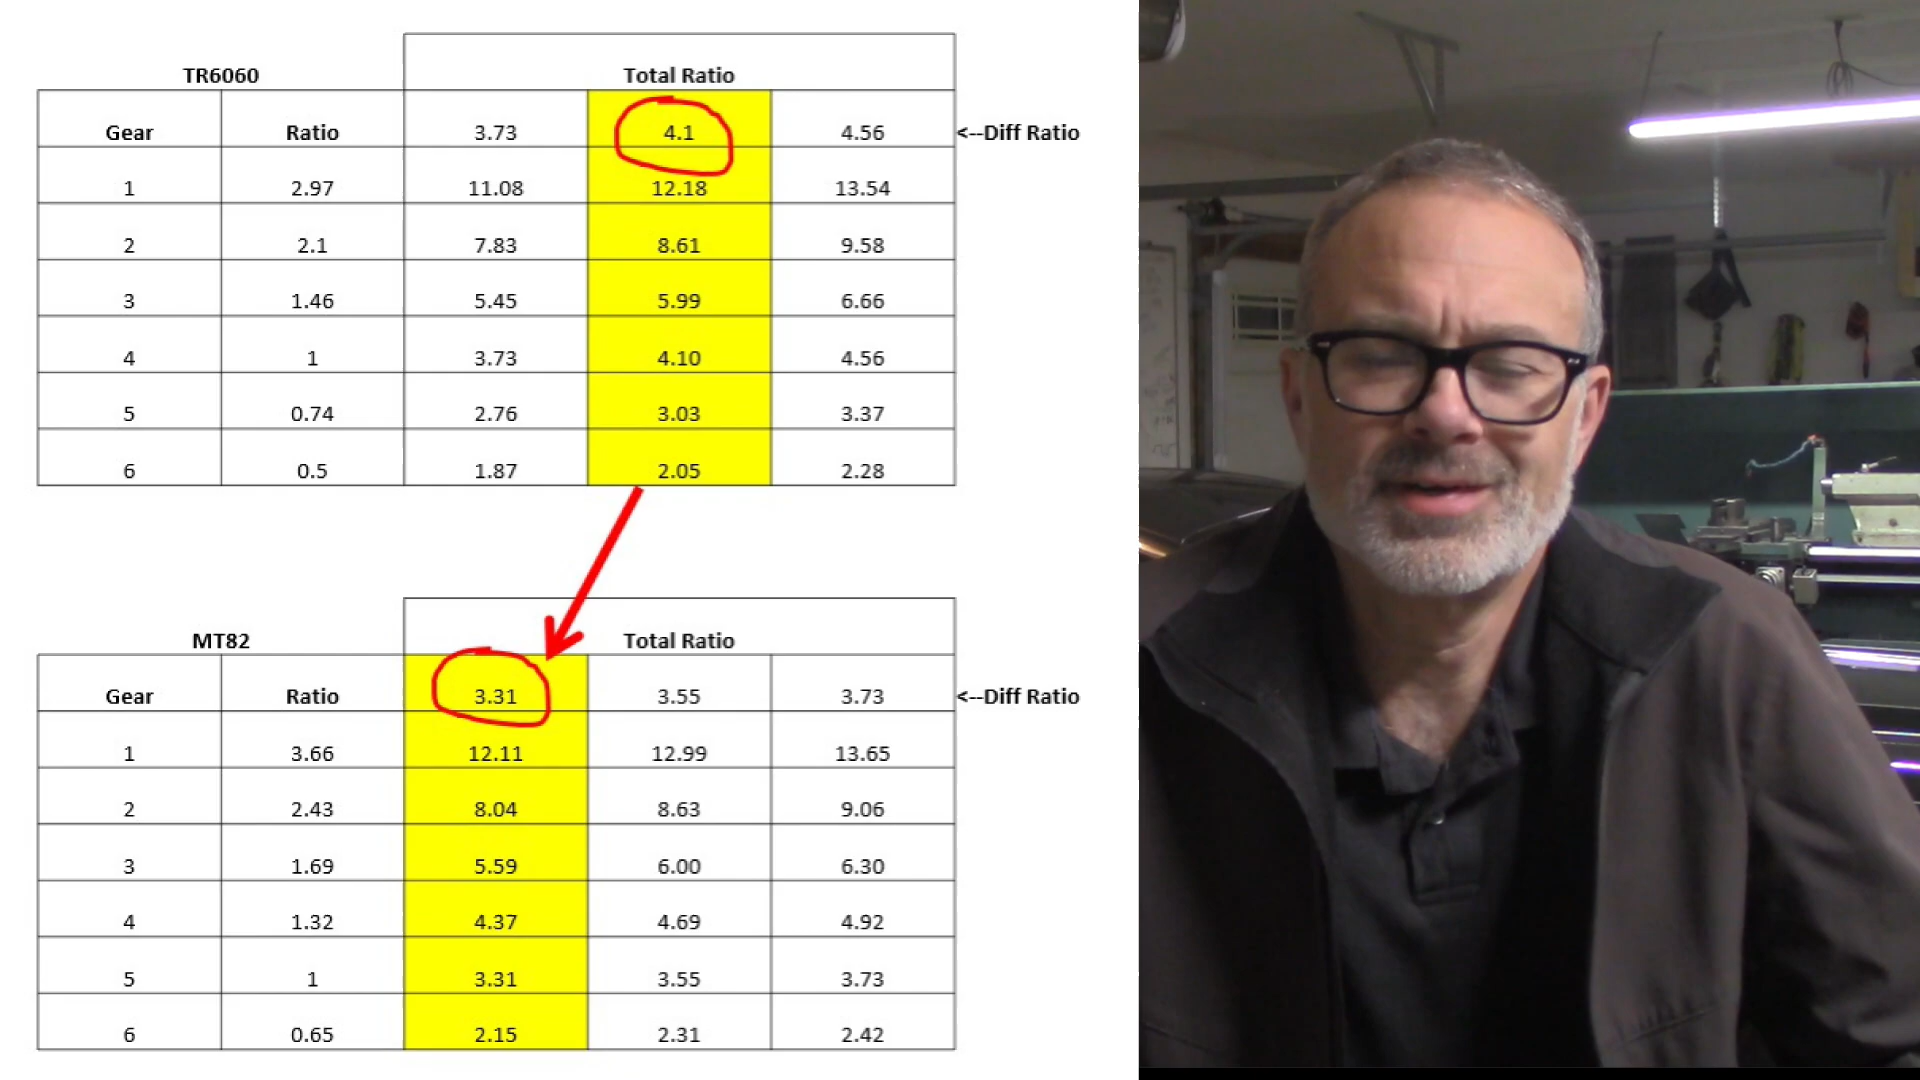 TR6060 Total Ratio
Gear Ratio 3.73 4.1 4.56 <--Diff Ratio
1 2.97 11.08 12.18 13.54
2 2.1 7.83 8.61 9.58
3 1.46 5.45 5.99 6.66
4 1 3.73 4.10 4.56
5 0.74 2.76 3.03 3.37
6 0.5 1.87 2.05 2.28
MT82 Total Ratio
Gear Ratio 3.31 3.55 3.73 <--Diff Ratio
1 3.66 12.11 12.99 13.65
2 2.43 8.04 8.63 9.06
3 1.69 5.59 6.00 6.30
4 1.32 4.37 4.69 4.92
5 1 3.31 3.55 3.73
6 0.65 2.15 2.31 2.42